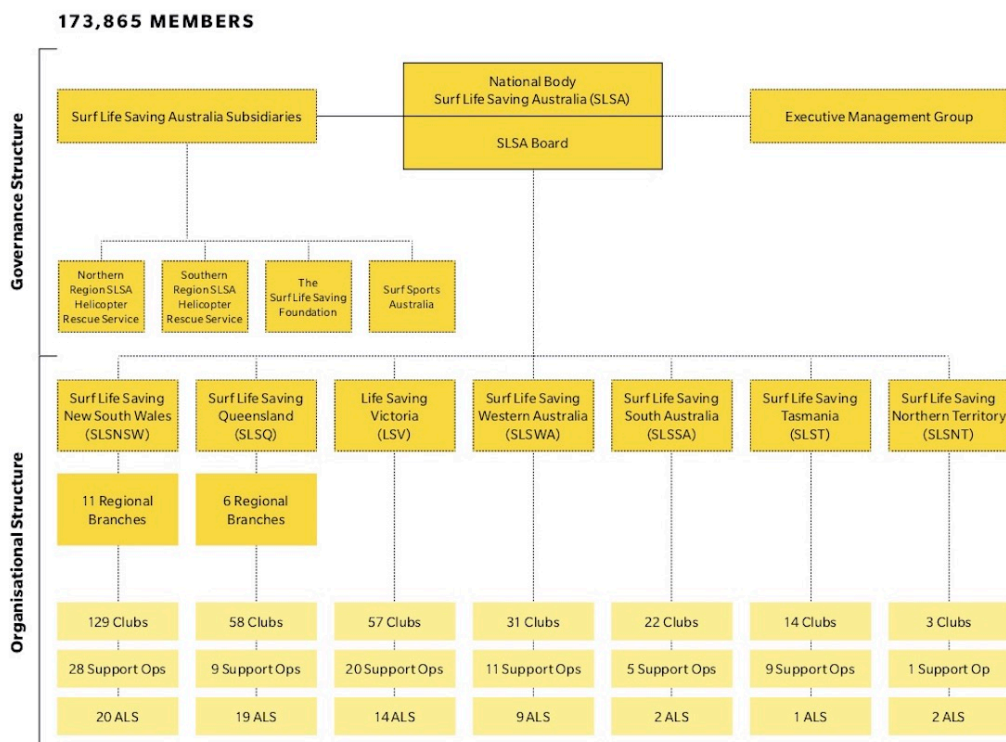 173,865 MEMBERS
Governance Structure
National Body
Surf Life Saving Australia (SLSA)
SLSA Board
Surf Life Saving Australia Subsidiaries
Executive Management Group
Northern
Region SLSA
Helicopter
Rescue Service
Southern
Region SLSA
Helicopter
Rescue Service
The
Surf Life Saving
Foundation
Surf Sports
Australia
Organisational Structure
Surf Life Saving
New South Wales
(SLSNSW)
Surf Life Saving
Queensland
(SLSQ)
Life Saving
Victoria
(LSV)
Surf Life Saving
Western Australia
(SLSWA)
Surf Life Saving
South Australia
(SLSSA)
Surf Life Saving
Tasmania
(SLST)
Surf Life Saving
Northern Territory
(SLSNT)
11 Regional
Branches
6 Regional
Branches
129 Clubs
58 Clubs
57 Clubs
31 Clubs
22 Clubs
14 Clubs
3 Clubs
28 Support Ops
9 Support Ops
20 Support Ops
11 Support Ops
5 Support Ops
9 Support Ops
1 Support Op
20 ALS
19 ALS
14 ALS
9 ALS
2 ALS
1 ALS
2 ALS